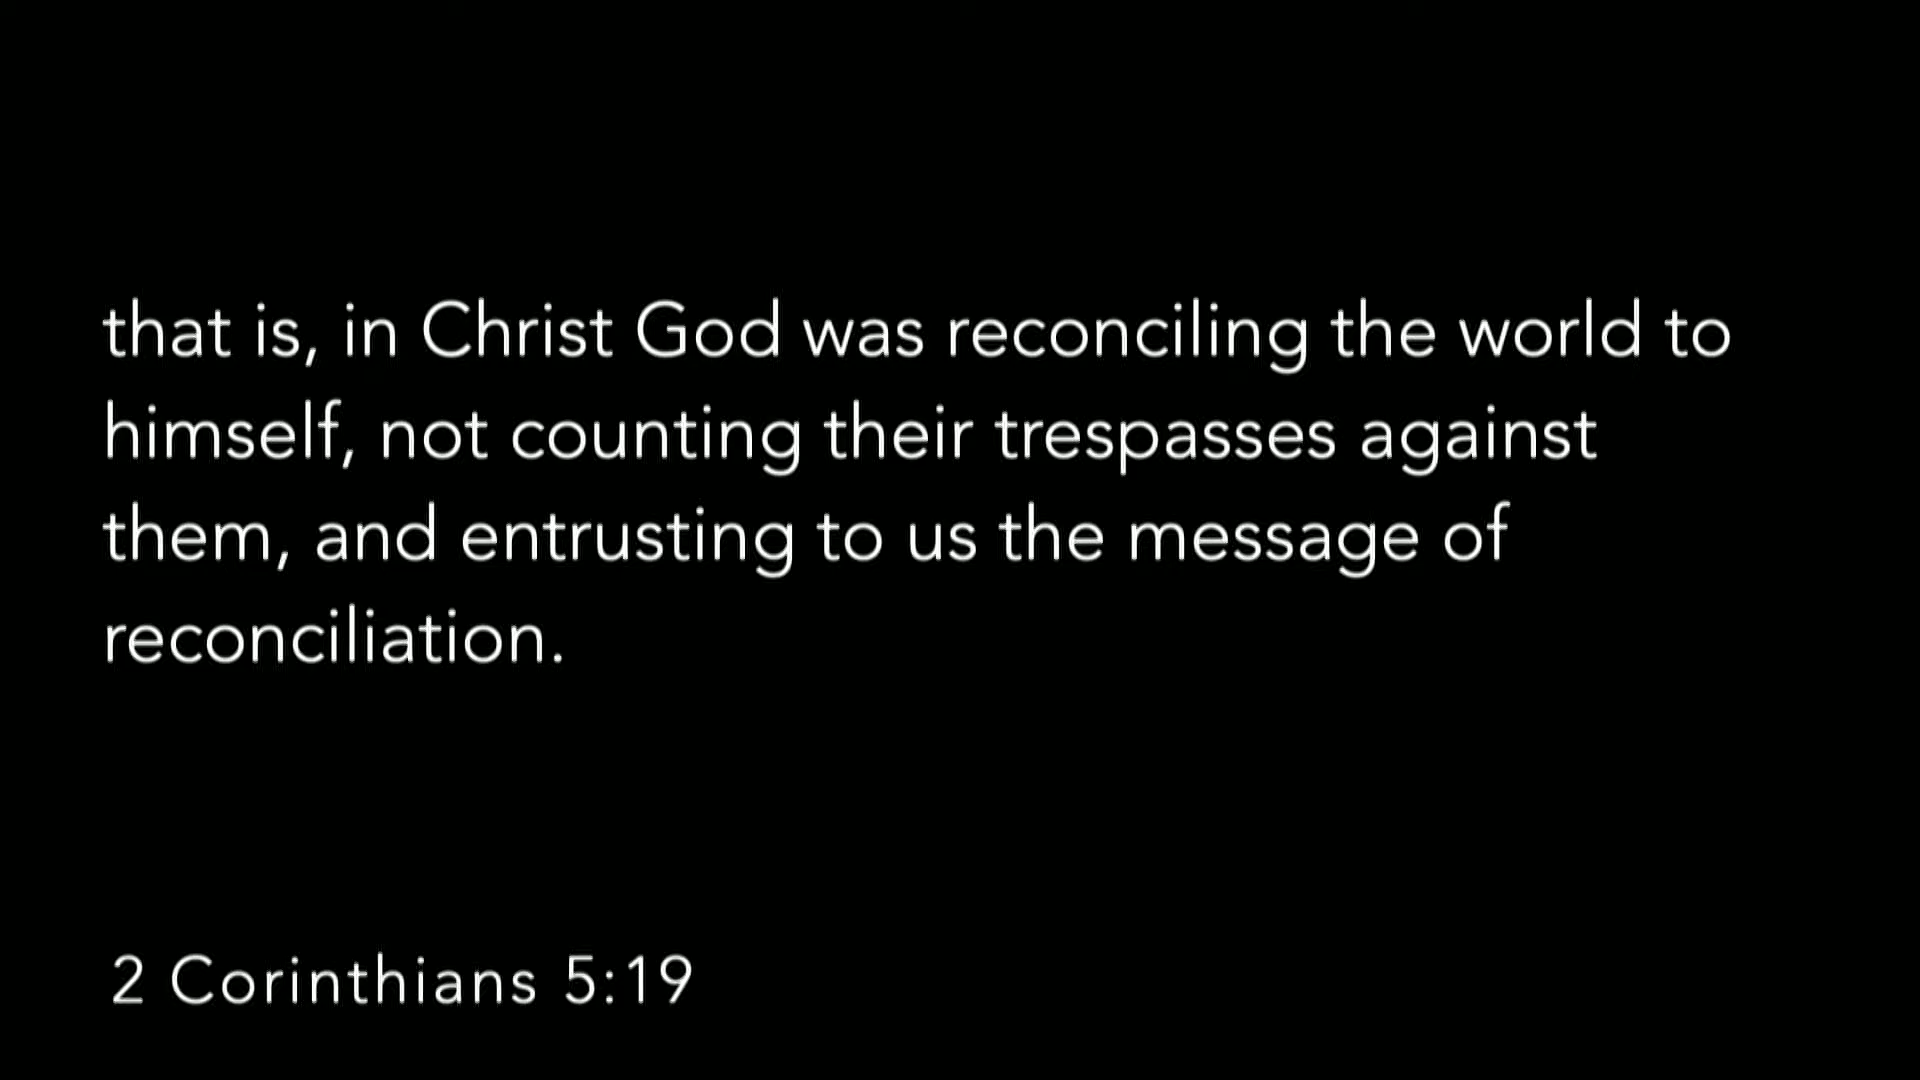 that is, in Christ God was reconciling the world to
himself, not counting their trespasses against
them, and entrusting to us the message of
reconciliation.
2 Corinthians 5:19